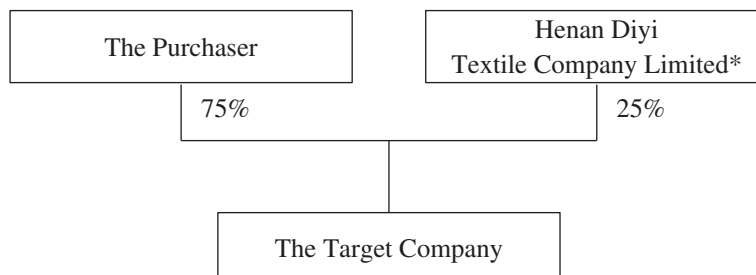 The Purchaser
Henan Diyi
Textile Company Limited*
75%
25%
The Target Company